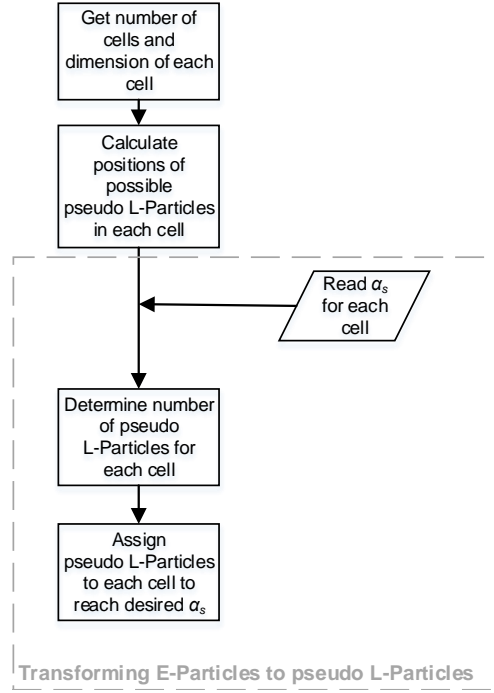 Get number of
cells and
dimension of each
cell
Calculate
positions of
possible
pseudo L-Particles
in each cell
Read αs
for each
cell
Determine number
of pseudo
L-Particles for
each cell
Assign
pseudo L-Particles
to each cell to
reach desired αs
Transforming E-Particles to pseudo L-Particles